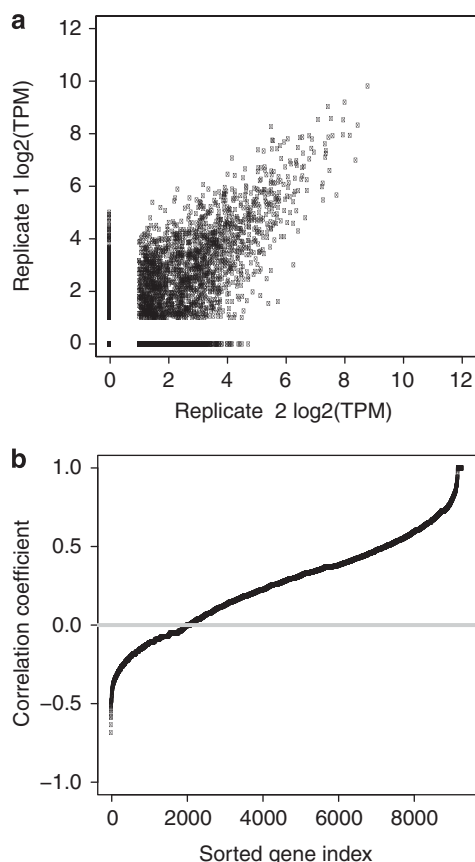 a
12
10
8
6
4
2
0
Replicate 1 log2(TPM)
0 2 4 6 8 10 12
Replicate 2 log2(TPM)
b
1.0
0.5
0.0
−0.5
−1.0
Correlation coefficient
0 2000 4000 6000 8000
Sorted gene index